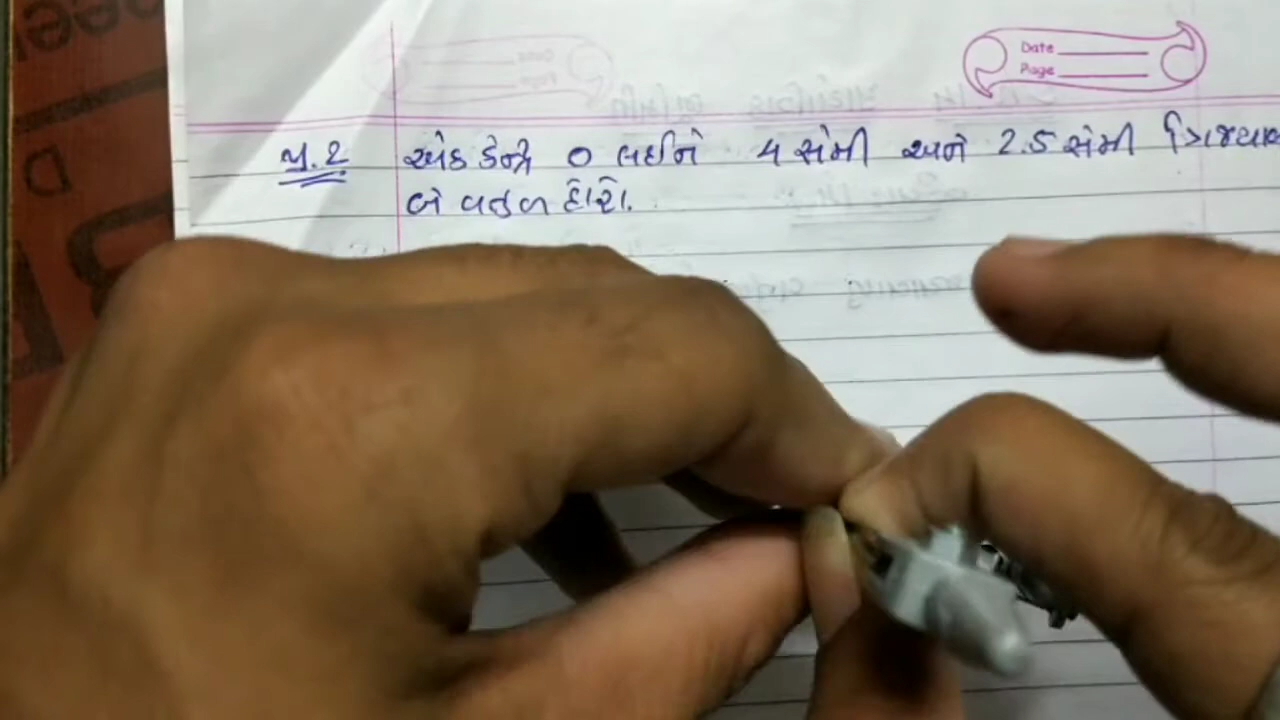 Date
Page
પ્ર.2 એક કેન્દ્ર O લઈને 4 સેમી અને 2.5 સેમી ત્રિજ્યાવ
બે વર્તુળ દોરો.